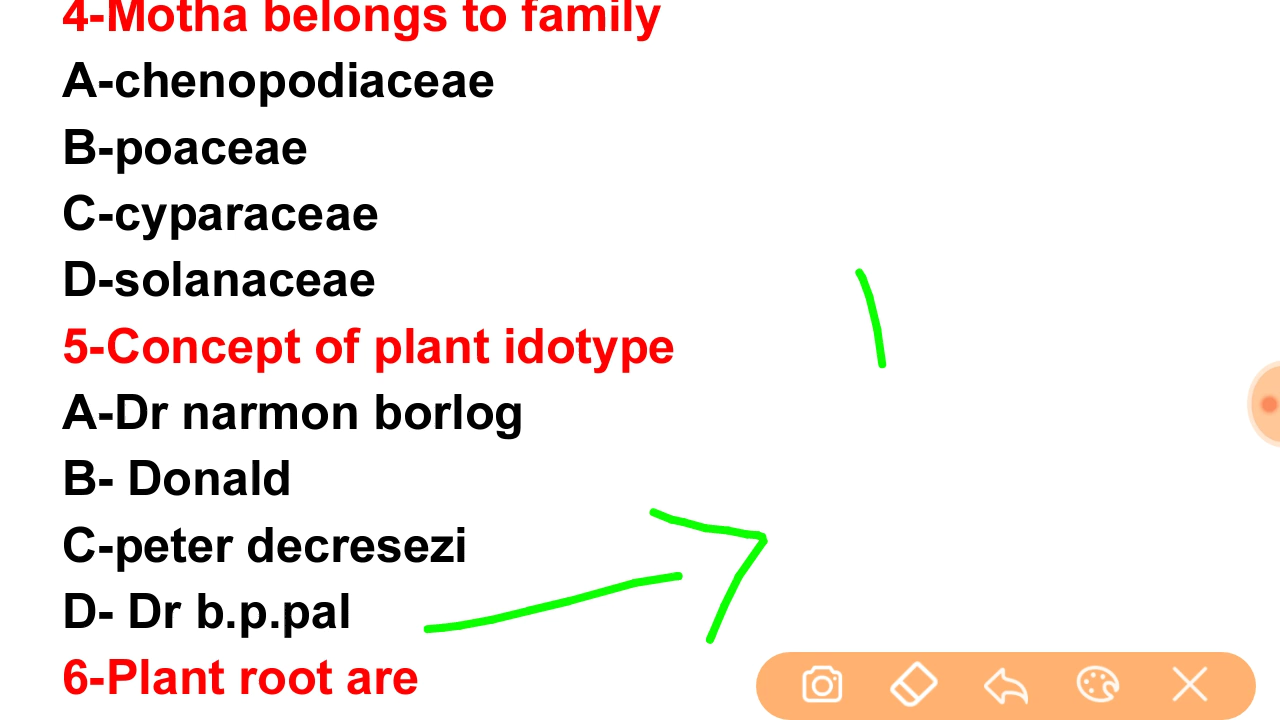 4-Motha belongs to family
A-chenopodiaceae
B-poaceae
C-cyparaceae
D-solanaceae
5-Concept of plant idotype
A-Dr narmon borlog
B- Donald
C-peter decresezi
D- Dr b.p.pal
6-Plant root are